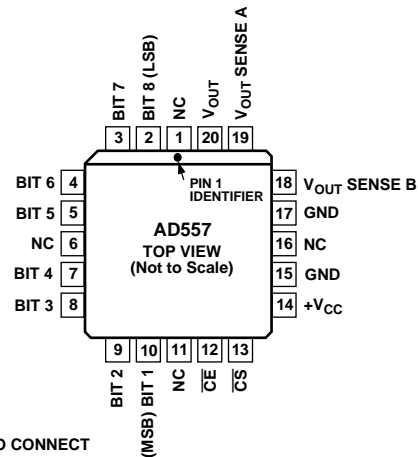 BIT 7
BIT 8 (LSB)
NC
VOUT
VOUT SENSE A
3
2
1
20
19
BIT 6 4
BIT 5 5
NC 6
BIT 4 7
BIT 3 8
PIN 1
IDENTIFIER
AD557
TOP VIEW
(Not to Scale)
18 VOUT SENSE B
17 GND
16 NC
15 GND
14 +VCC
9
10
11
12
13
BIT 2
(MSB) BIT 1
NC
CE
CS
CONNECT